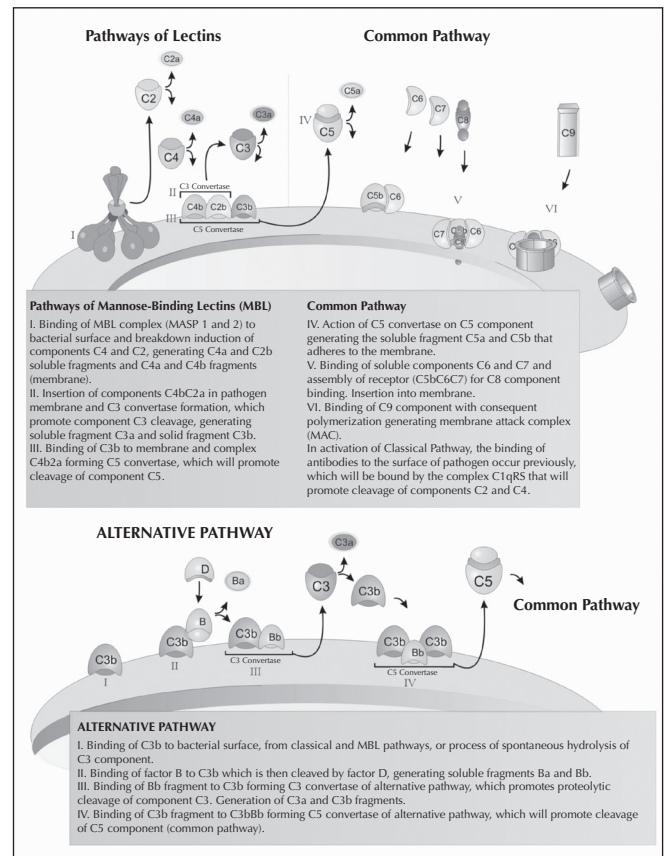 Pathways of Lectins
Common Pathway
C2a
C2
C4a
C4
C3a
C3
II
C3 Convertase
C4b
C2b
C3b
III
C5 Convertase
I
C5a
IV
C5
C6
C7
C8
C9
C5b
C6
V
VI
C7
C6
Pathways of Mannose-Binding Lectins (MBL)
I. Binding of MBL complex (MASP 1 and 2) to
bacterial surface and breakdown induction of
components C4 and C2, generating C4a and C2b
soluble fragments and C4a and C4b fragments
(membrane).
II. Insertion of components C4bC2a in pathogen
membrane and C3 convertase formation, which
promote component C3 cleavage, generating
soluble fragment C3a and solid fragment C3b.
III. Binding of C3b to membrane and complex
C4b2a forming C5 convertase, which will promote
cleavage of component C5.
Common Pathway
IV. Action of C5 convertase on C5 component
generating the soluble fragment C5a and C5b that
adheres to the membrane.
V. Binding of soluble components C6 and C7 and
assembly of receptor (C5bC6C7) for C8 component
binding. Insertion into membrane.
VI. Binding of C9 component with consequent
polymerization generating membrane attack complex
(MAC).
In activation of Classical Pathway, the binding of
antibodies to the surface of pathogen occur previously,
which will be bound by the complex C1qRS that will
promote cleavage of components C2 and C4.
ALTERNATIVE PATHWAY
D
Ba
B
C3b
I
C3b
II
C3b
Bb
C3 Convertase
III
C3a
C3
C3b
C3b
Bb
C3b
C5 Convertase
IV
C5
Common Pathway
ALTERNATIVE PATHWAY
I. Binding of C3b to bacterial surface, from classical and MBL pathways, or process of spontaneous hydrolysis of
C3 component.
II. Binding of factor B to C3b which is then cleaved by factor D, generating soluble fragments Ba and Bb.
III. Binding of Bb fragment to C3b forming C3 convertase of alternative pathway, which promotes proteolytic
cleavage of component C3. Generation of C3a and C3b fragments.
IV. Binding of C3b fragment to C3bBb forming C5 convertase of alternative pathway, which will promote cleavage
of C5 component (common pathway).